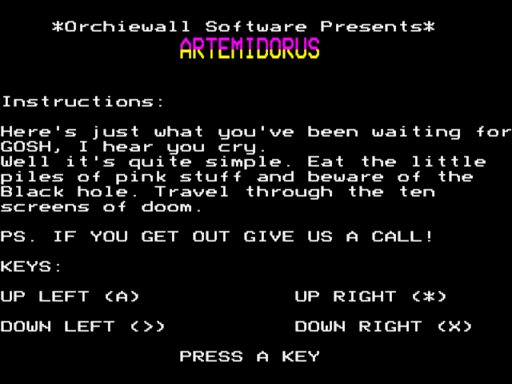 *Orchiewall Software Presents*
ARTEMIDORUS
Instructions:
Here's just what you've been waiting for
GOSH, I hear you cry.
Well it's quite simple. Eat the little
piles of pink stuff and beware of the
Black hole. Travel through the ten
screens of doom.
PS. IF YOU GET OUT GIVE US A CALL!
KEYS:
UP LEFT (A) UP RIGHT (*)
DOWN LEFT (>) DOWN RIGHT (X)
PRESS A KEY